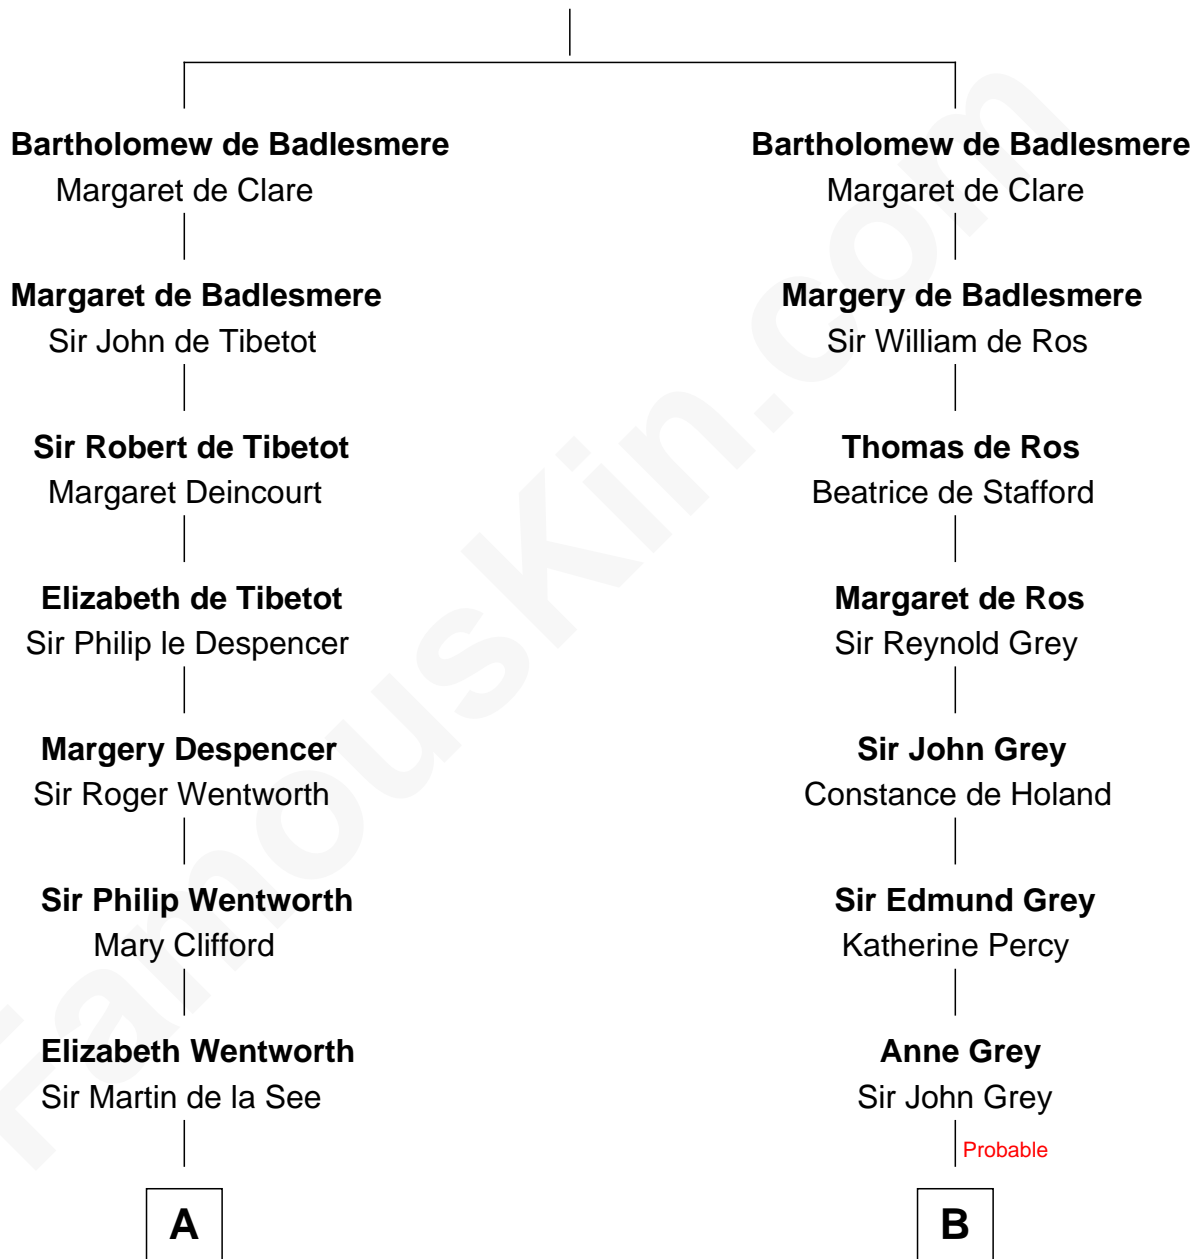 Bartholomew de Badlesmere
Margaret de Clare
Margaret de Badlesmere
Sir John de Tibetot
Sir Robert de Tibetot
Margaret Deincourt
Elizabeth de Tibetot
Sir Philip le Despencer
Margery Despencer
Sir Roger Wentworth
Sir Philip Wentworth
Mary Clifford
Elizabeth Wentworth
Sir Martin de la See
A
Bartholomew de Badlesmere
Margaret de Clare
Margery de Badlesmere
Sir William de Ros
Thomas de Ros
Beatrice de Stafford
Margaret de Ros
Sir Reynold Grey
Sir John Grey
Constance de Holand
Sir Edmund Grey
Katherine Percy
Anne Grey
Sir John Grey
Probable
B
FamousKin.com